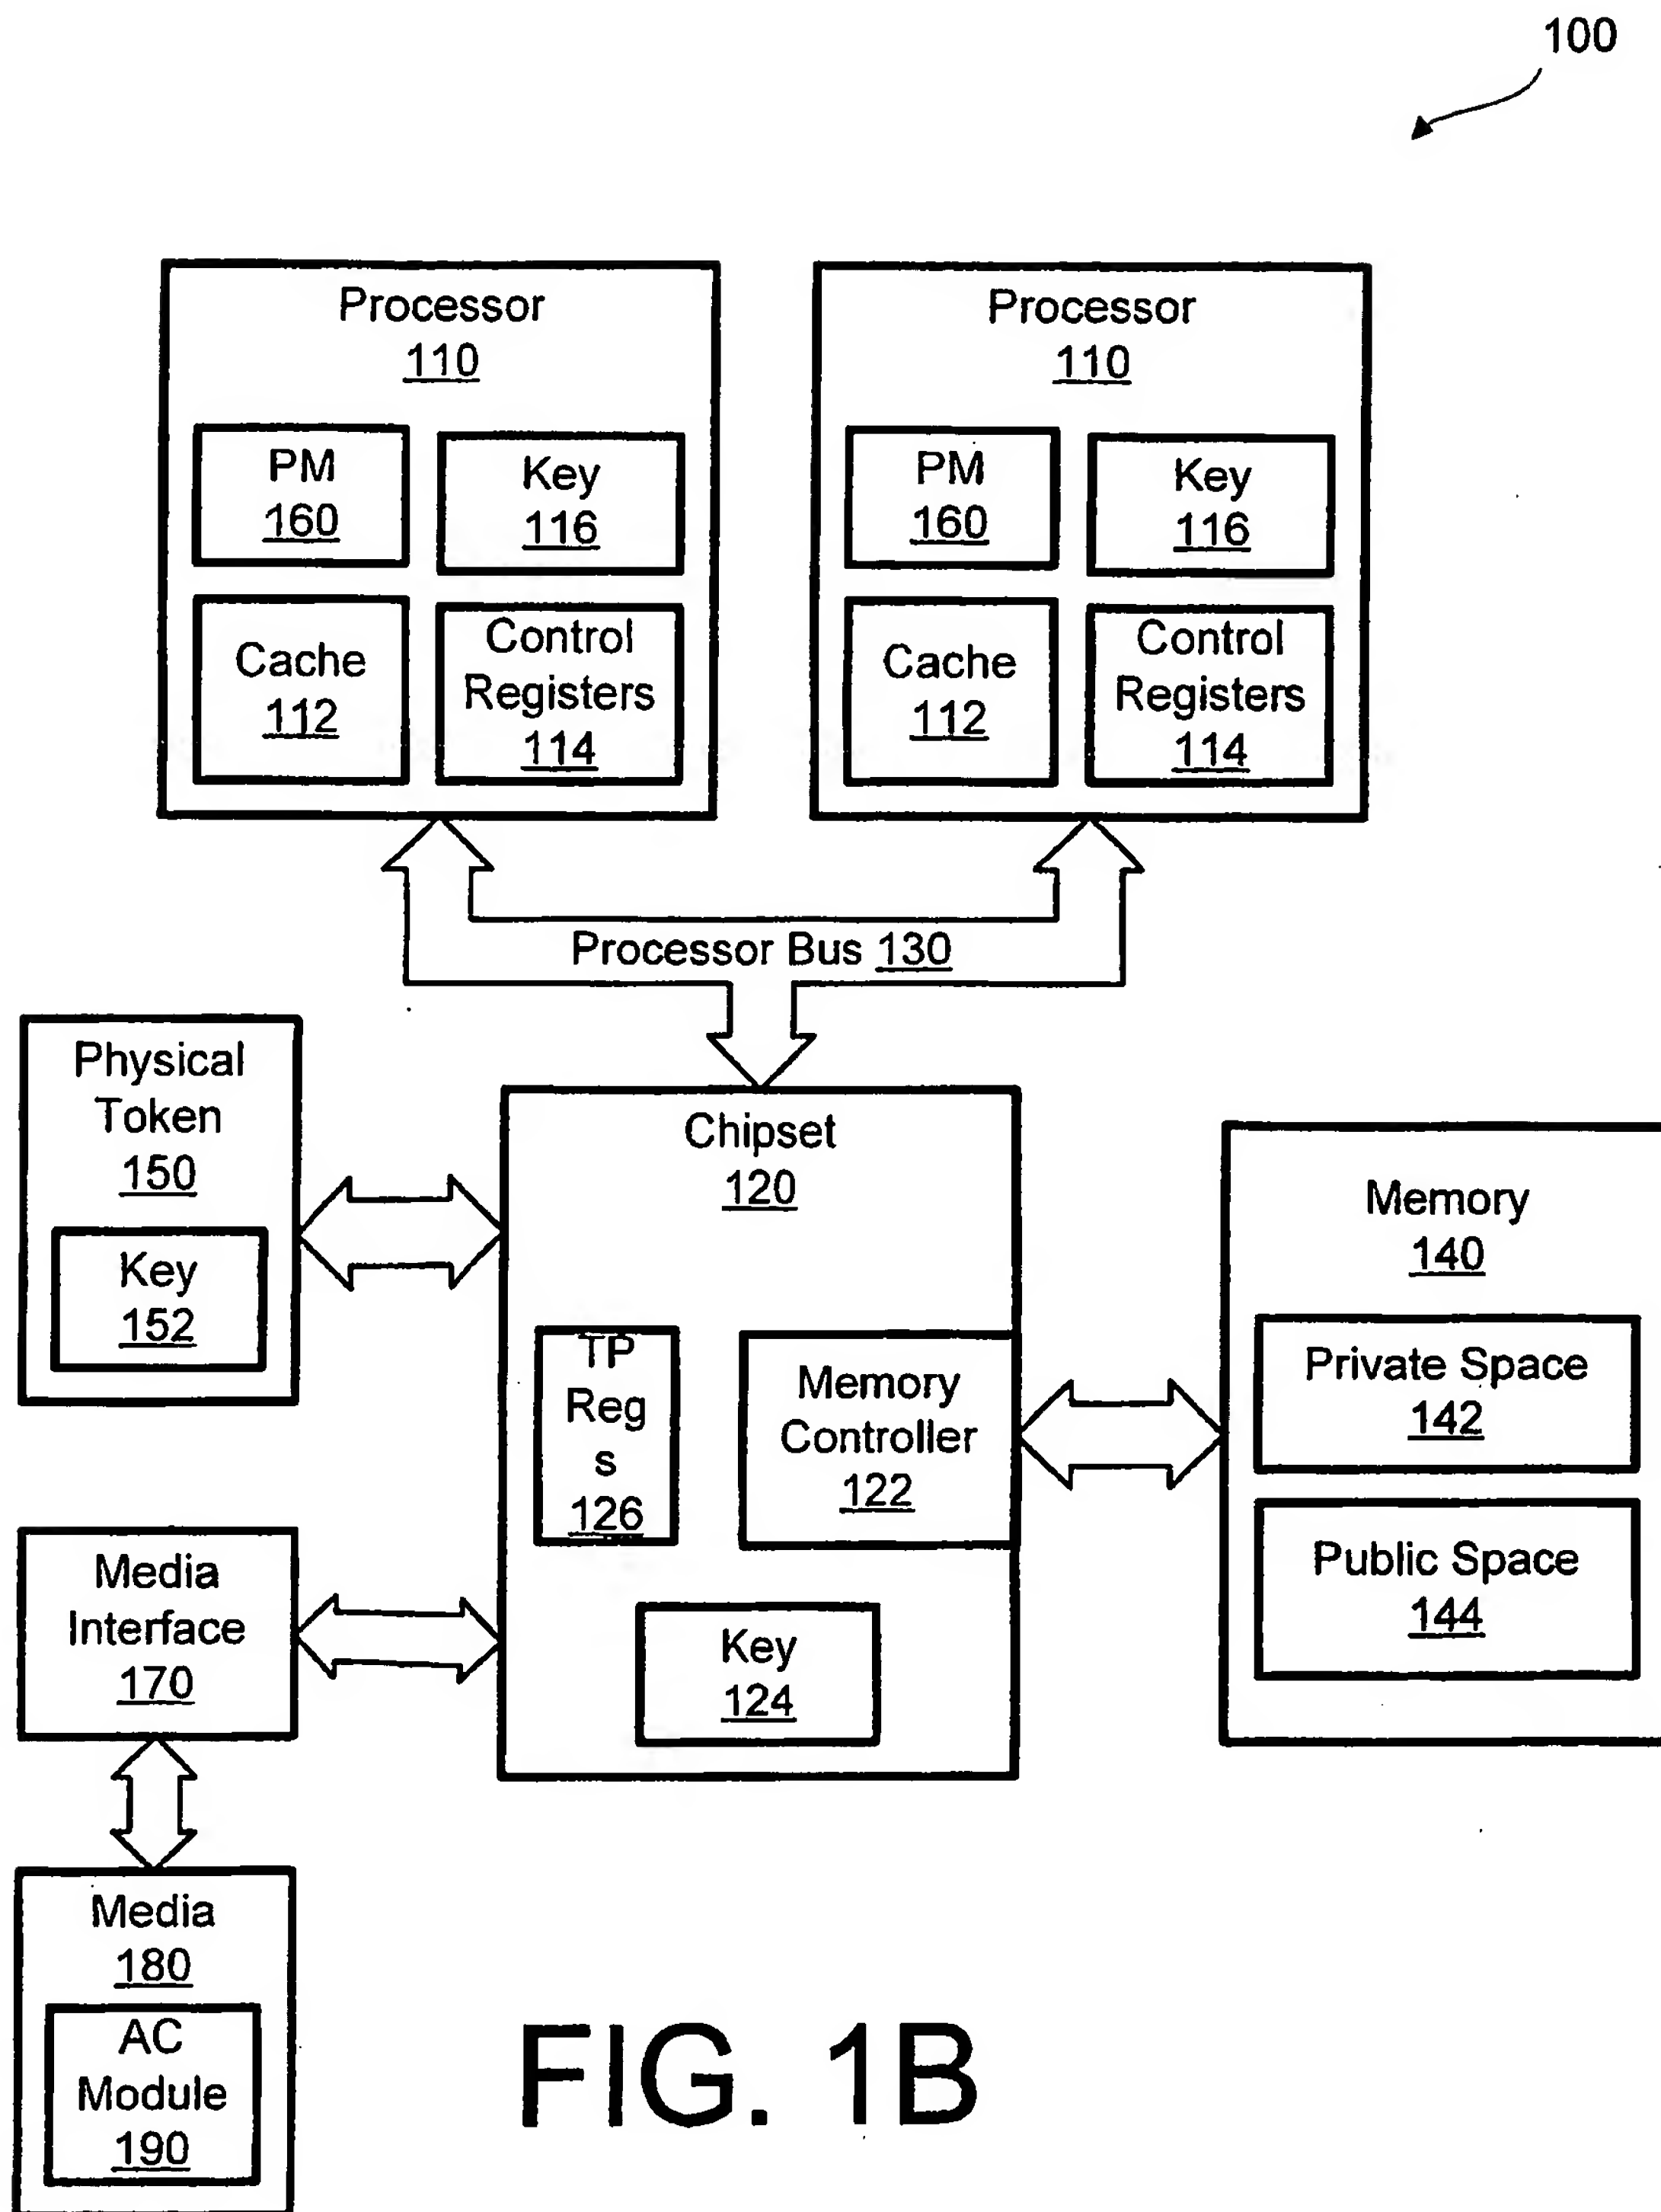 100
Processor
110
PM
160
Key
116
Cache
112
Control
Registers
114
Processor
110
PM
160
Key
116
Cache
112
Control
Registers
114
Processor Bus 130
Physical
Token
150
Key
152
Chipset
120
TP
Reg
s
126
Memory
Controller
122
Key
124
Memory
140
Private Space
142
Public Space
144
Media
Interface
170
Media
180
AC
Module
190
FIG. 1B